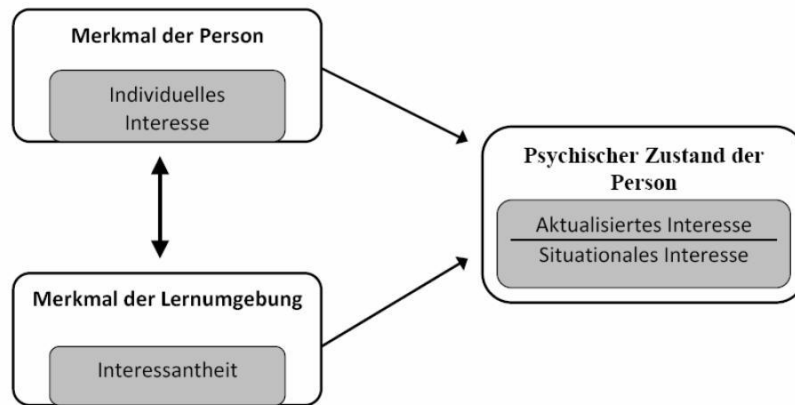 Merkmal der Person
Individuelles
Interesse
Psychischer Zustand der
Person
Aktualisiertes Interesse
Situationales Interesse
Merkmal der Lernumgebung
Interessantheit